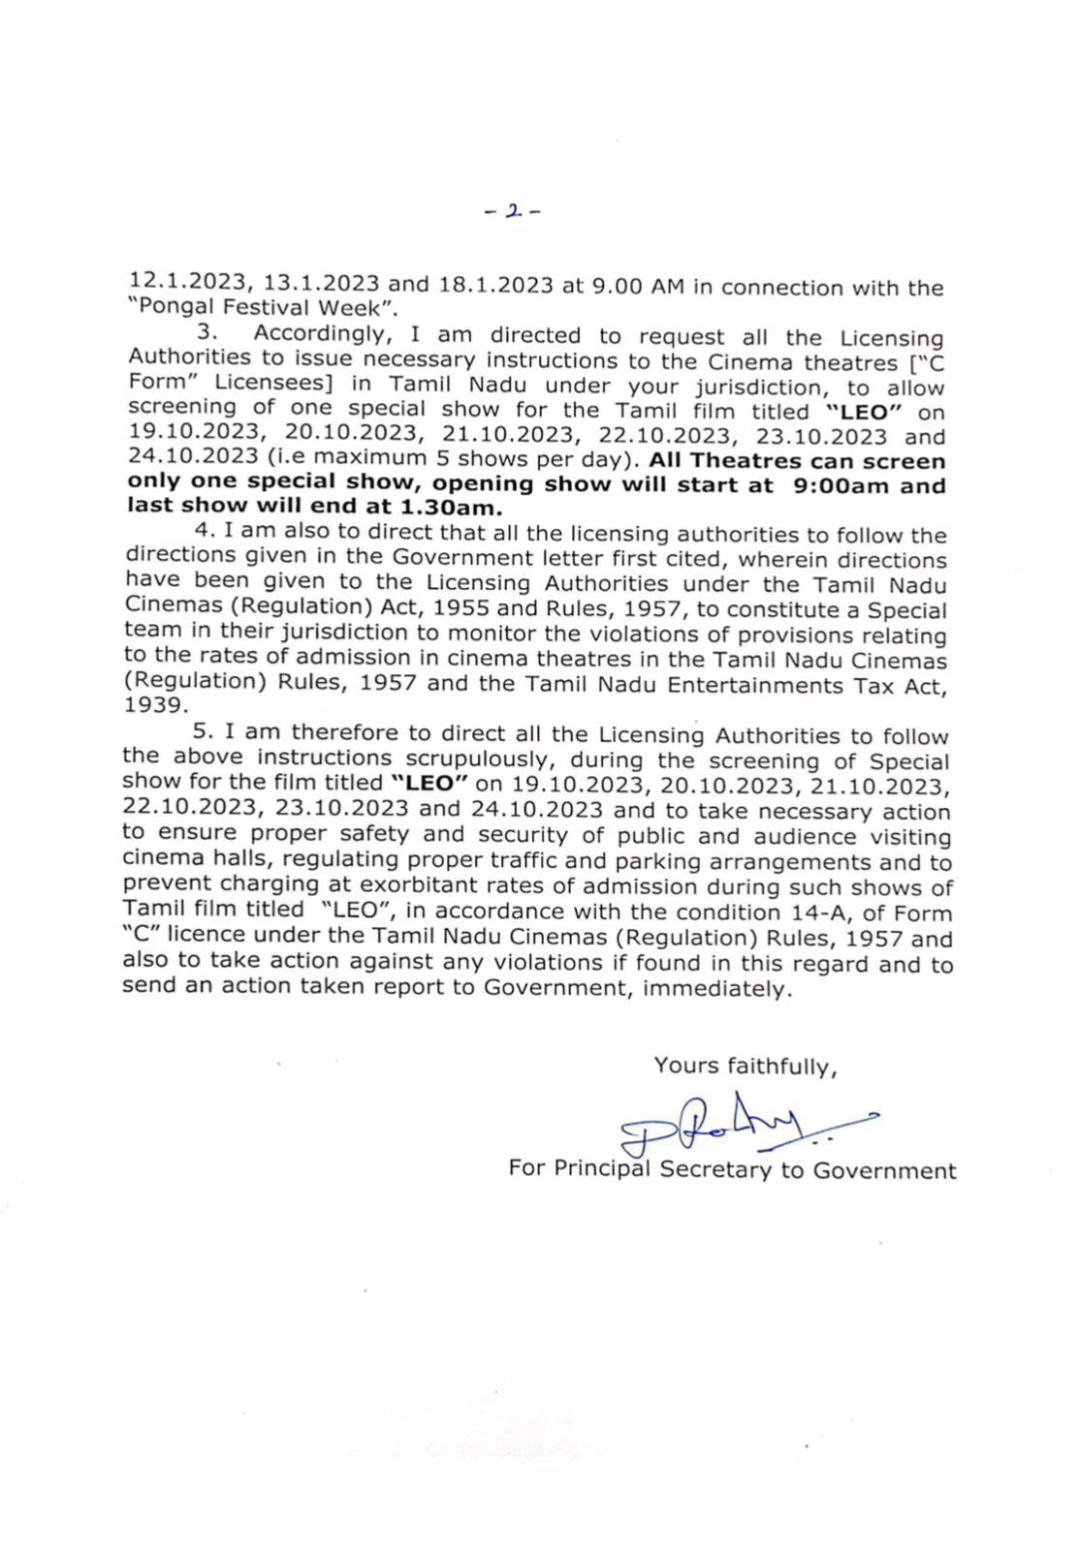 - 2 -
12.1.2023, 13.1.2023 and 18.1.2023 at 9.00 AM in connection with the
“Pongal Festival Week”.
3. Accordingly, I am directed to request all the Licensing
Authorities to issue necessary instructions to the Cinema theatres [“C
Form” Licensees] in Tamil Nadu under your jurisdiction, to allow
screening of one special show for the Tamil film titled “LEO” on
19.10.2023, 20.10.2023, 21.10.2023, 22.10.2023, 23.10.2023 and
24.10.2023 (i.e maximum 5 shows per day). All Theatres can screen
only one special show, opening show will start at 9:00am and
last show will end at 1.30am.
4. I am also to direct that all the licensing authorities to follow the
directions given in the Government letter first cited, wherein directions
have been given to the Licensing Authorities under the Tamil Nadu
Cinemas (Regulation) Act, 1955 and Rules, 1957, to constitute a Special
team in their jurisdiction to monitor the violations of provisions relating
to the rates of admission in cinema theatres in the Tamil Nadu Cinemas
(Regulation) Rules, 1957 and the Tamil Nadu Entertainments Tax Act,
1939.
5. I am therefore to direct all the Licensing Authorities to follow
the above instructions scrupulously, during the screening of Special
show for the film titled “LEO” on 19.10.2023, 20.10.2023, 21.10.2023,
22.10.2023, 23.10.2023 and 24.10.2023 and to take necessary action
to ensure proper safety and security of public and audience visiting
cinema halls, regulating proper traffic and parking arrangements and to
prevent charging at exorbitant rates of admission during such shows of
Tamil film titled “LEO”, in accordance with the condition 14-A, of Form
“C” licence under the Tamil Nadu Cinemas (Regulation) Rules, 1957 and
also to take action against any violations if found in this regard and to
send an action taken report to Government, immediately.
Yours faithfully,
For Principal Secretary to Government